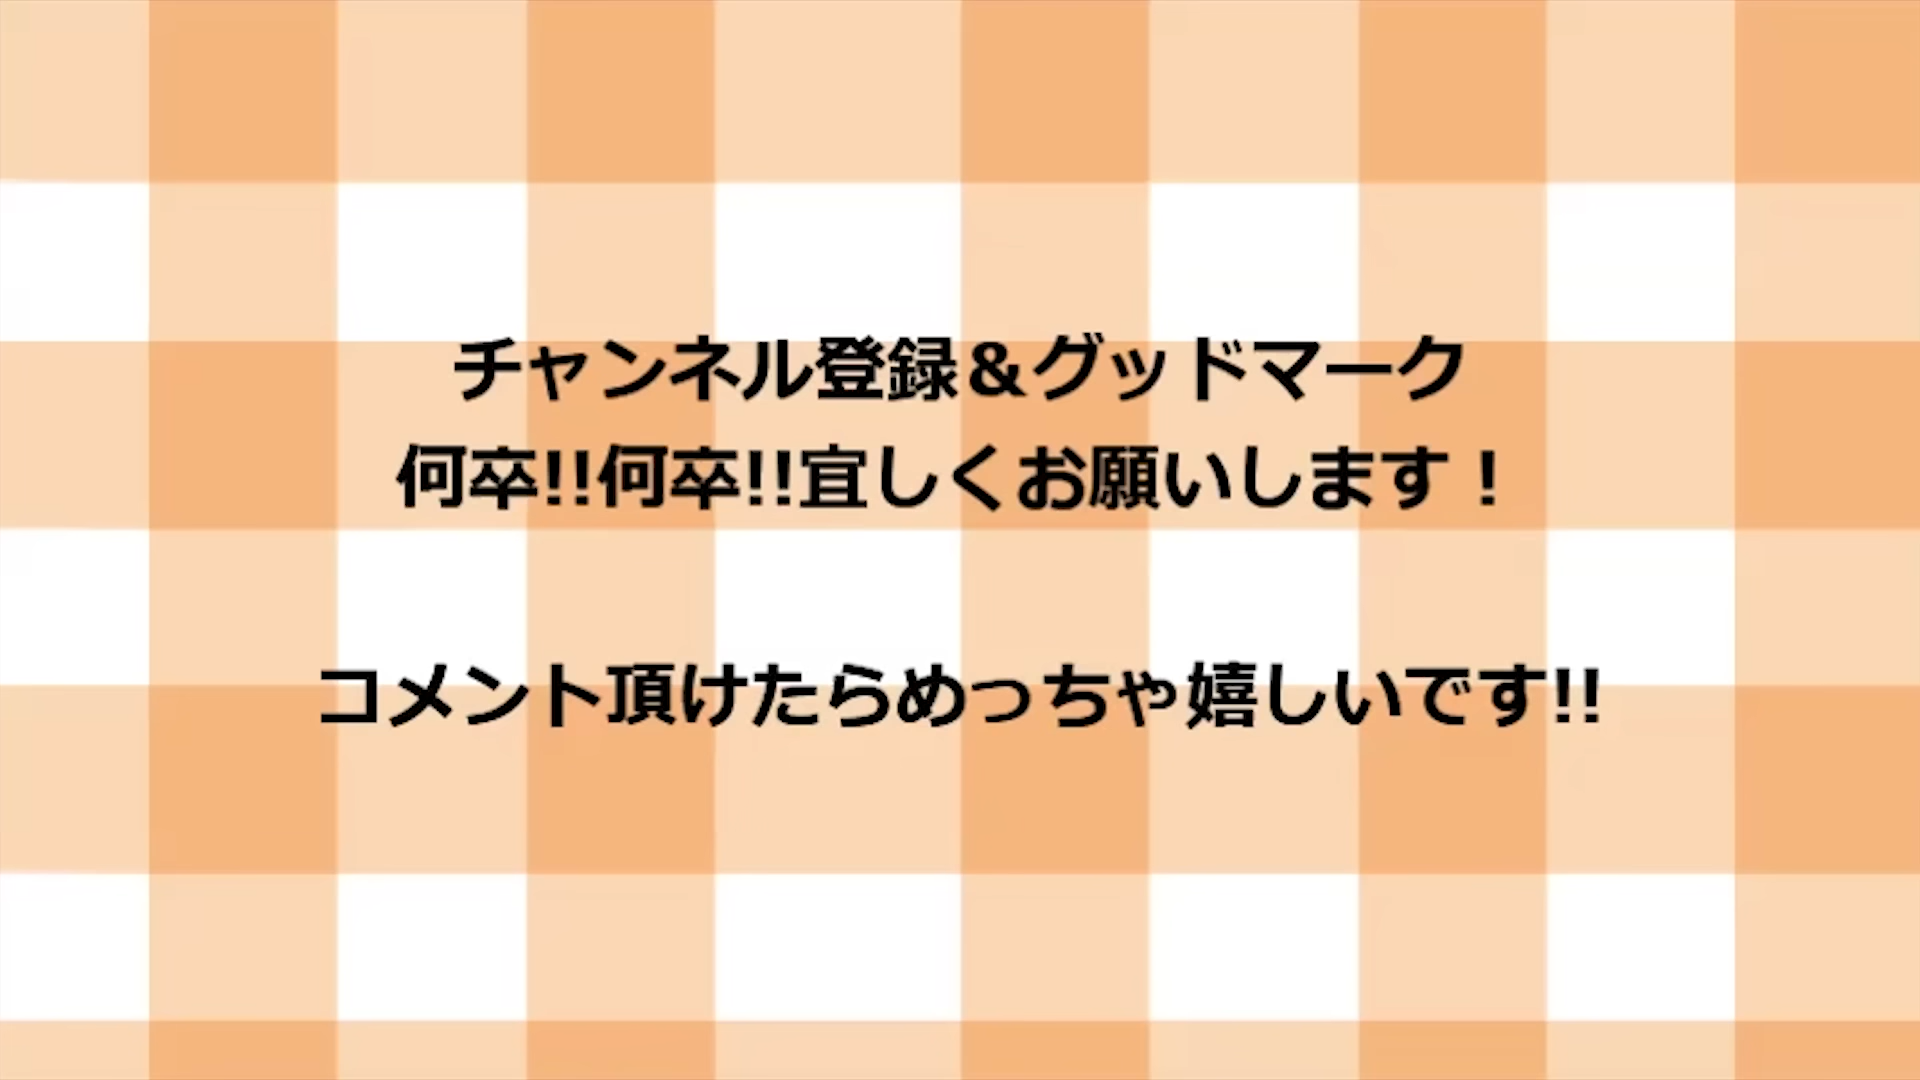 チャンネル登録＆グッドマーク
何卒!!何卒!!宜しくお願いします！
コメント頂けたらめっちゃ嬉しいです!!